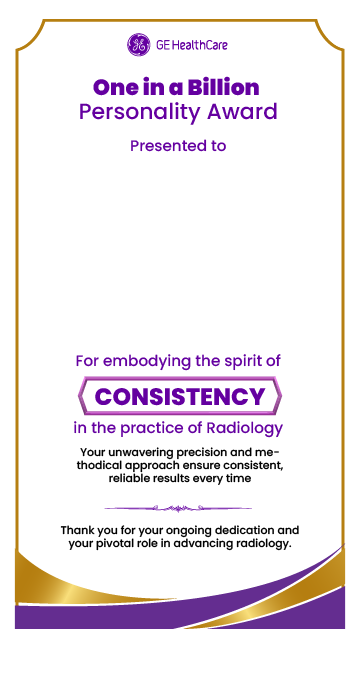 GE HealthCare
One in a Billion
Personality Award
Presented to
For embodying the spirit of
CONSISTENCY
in the practice of Radiology
Your unwavering precision and me-
thodical approach ensure consistent,
reliable results every time
Thank you for your ongoing dedication and
your pivotal role in advancing radiology.